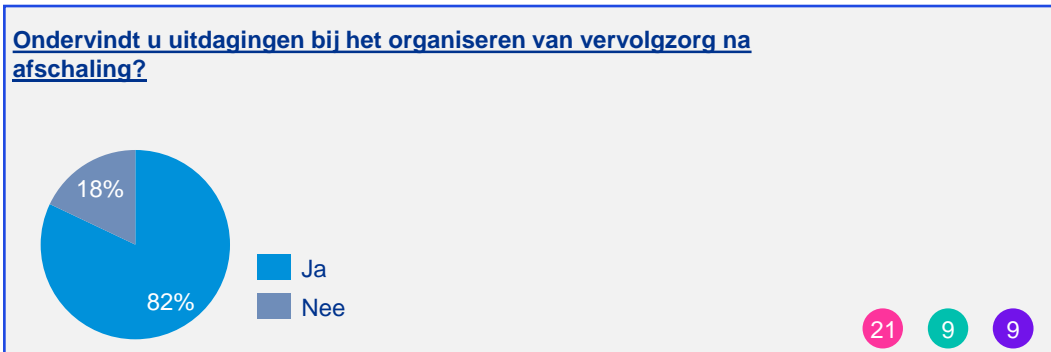 Ondervindt u uitdagingen bij het organiseren van vervolgzorg na
afschaling?
18%
82%
Ja
Nee
21 9 9